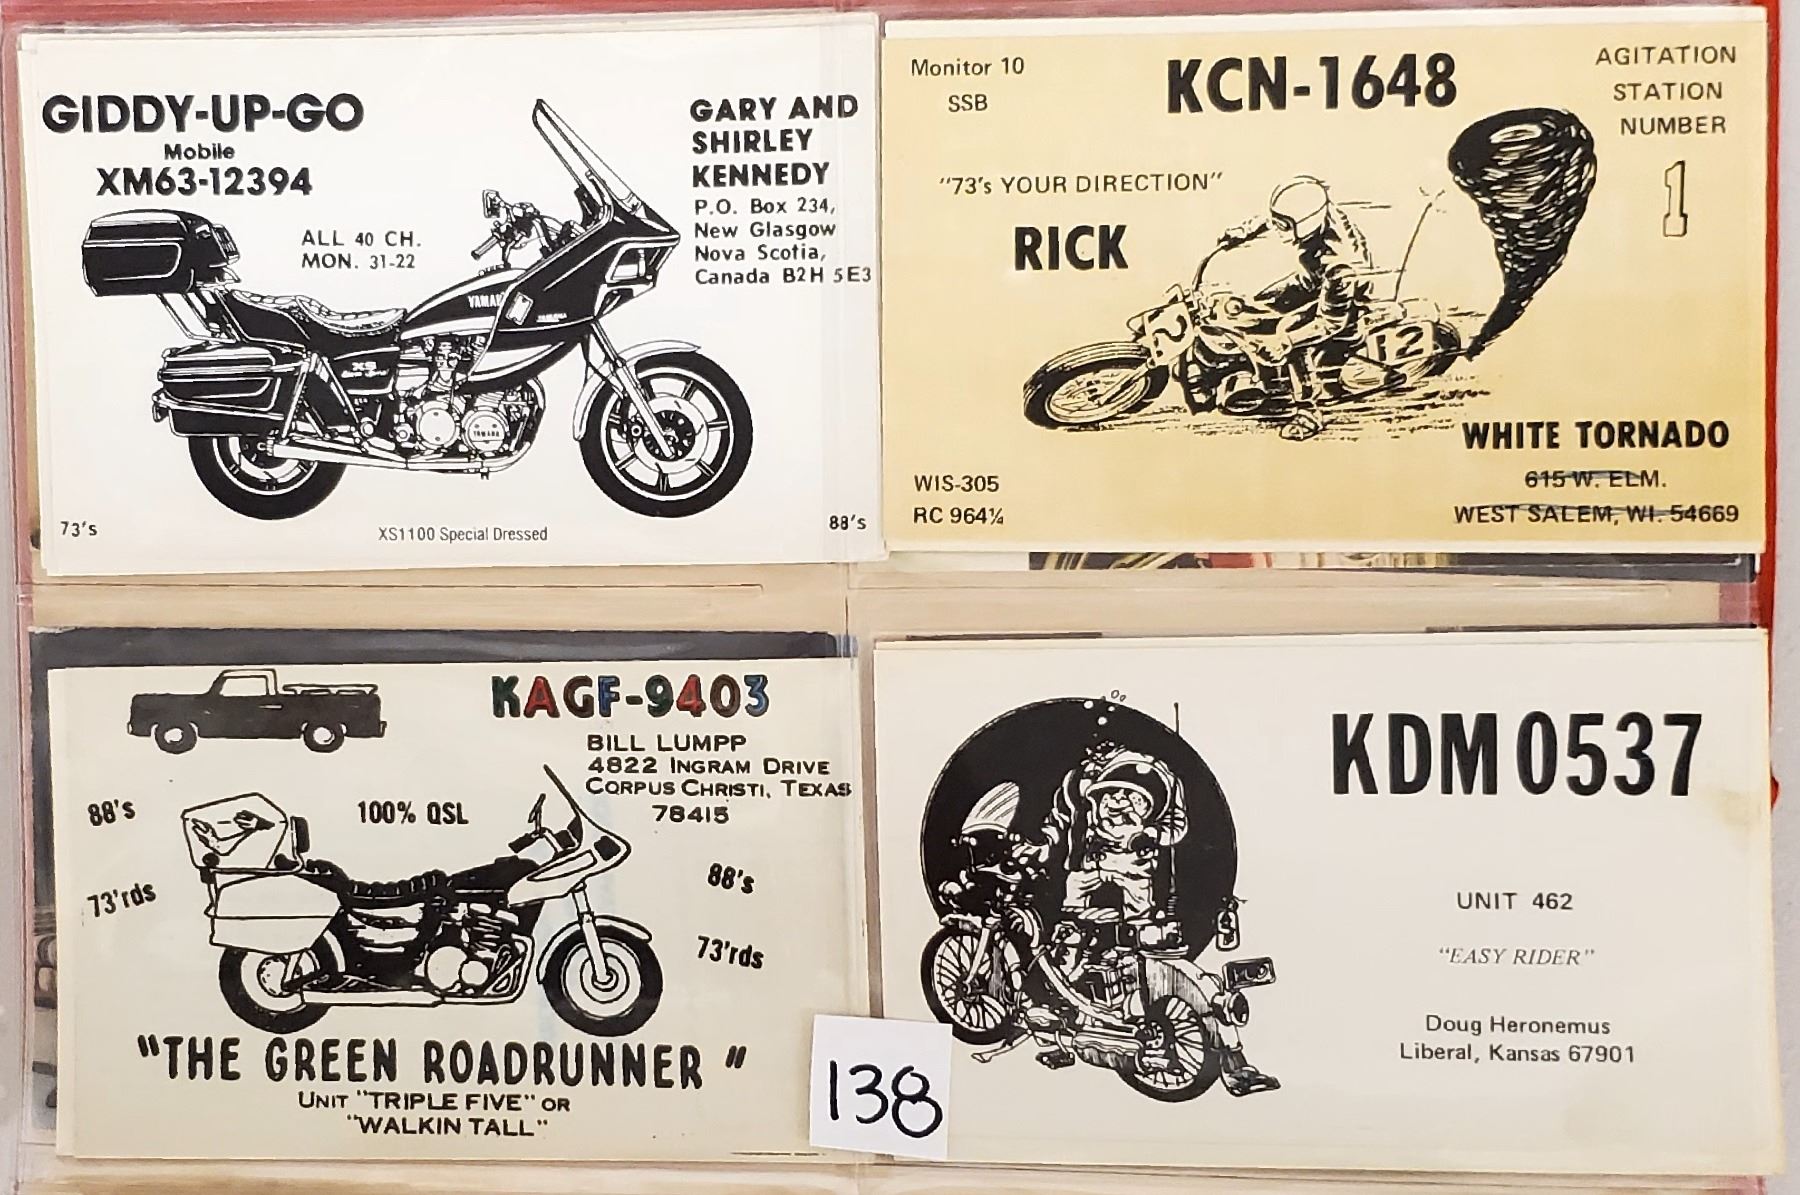 GIDDY-UP-GO
Mobile
XM63-12394
ALL 40 CH.
MON. 31-22
GARY AND
SHIRLEY
KENNEDY
P.O. Box 234,
New Glasgow
Nova Scotia,
Canada B2H 5E3
YAMAHA
XS
73's
XS1100 Special Dressed
88's
Monitor 10
SSB
KCN-1648
AGITATION
STATION
NUMBER
1
"73's YOUR DIRECTION"
RICK
12
WHITE TORNADO
615 W. ELM.
WEST SALEM, WI. 54669
WIS-305
RC 964¼
KAGF-9403
BILL LUMPP
4822 INGRAM DRIVE
CORPUS CHRISTI, TEXAS
78415
88's
100% QSL
73'rds
88's
73'rds
"THE GREEN ROADRUNNER"
UNIT "TRIPLE FIVE" OR
"WALKIN TALL"
138
KDM0537
UNIT 462
"EASY RIDER"
Doug Heronemus
Liberal, Kansas 67901